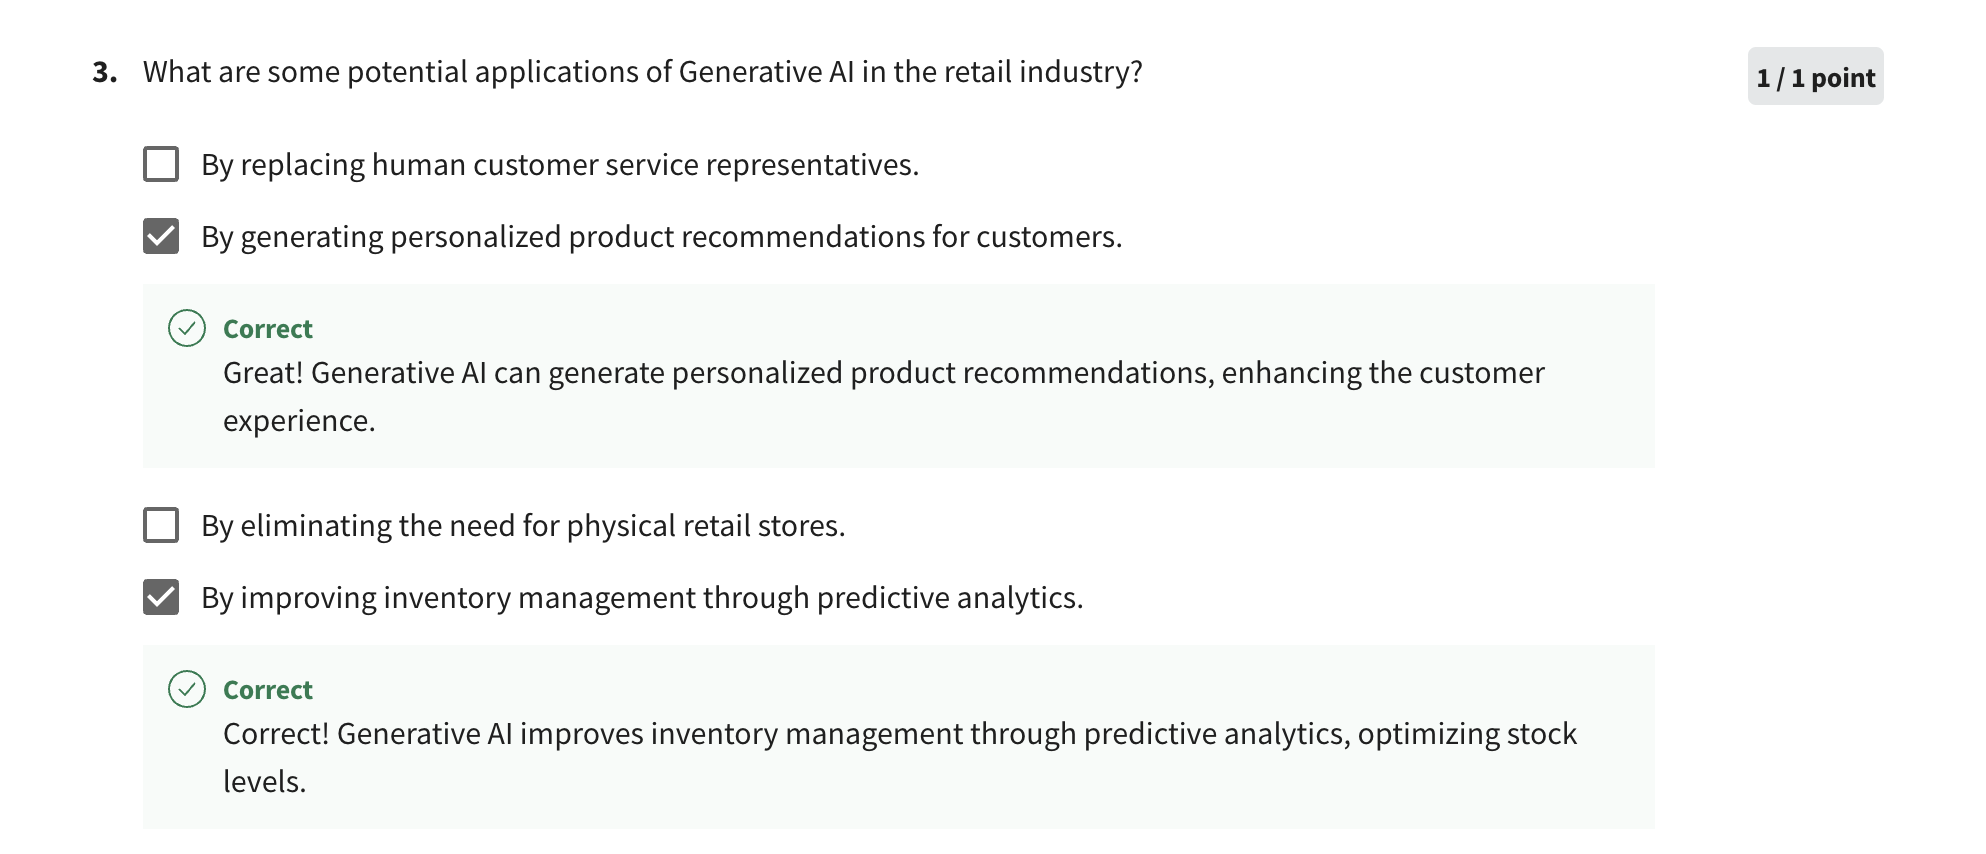 3. What are some potential applications of Generative AI in the retail industry?
1 / 1 point
By replacing human customer service representatives.
By generating personalized product recommendations for customers.
Correct
Great! Generative AI can generate personalized product recommendations, enhancing the customer
experience.
By eliminating the need for physical retail stores.
By improving inventory management through predictive analytics.
Correct
Correct! Generative AI improves inventory management through predictive analytics, optimizing stock
levels.